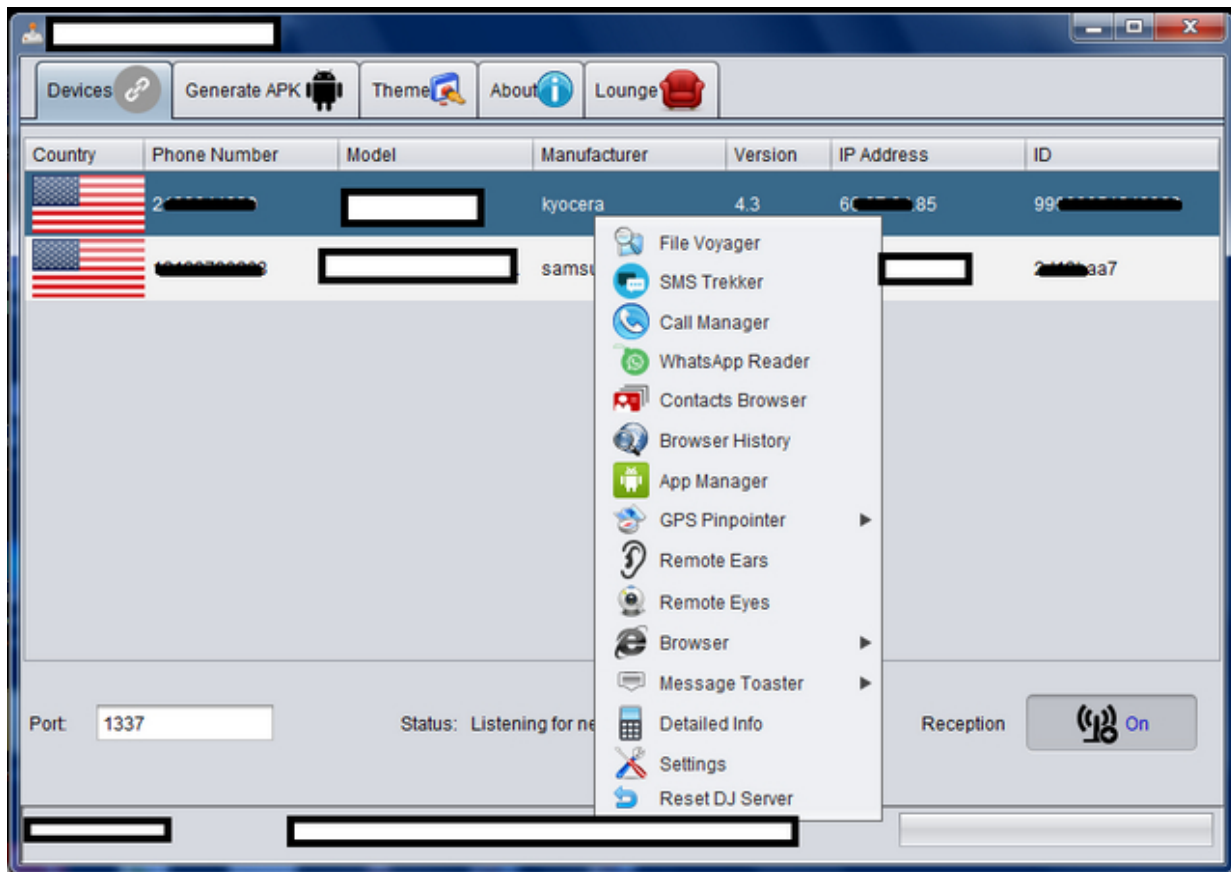 Devices Generate APK Theme About Lounge
Country Phone Number Model Manufacturer Version IP Address ID
kyocera 4.3 .85
aa7
File Voyager
SMS Trekker
Call Manager
WhatsApp Reader
Contacts Browser
Browser History
App Manager
GPS Pinpointer
Remote Ears
Remote Eyes
Browser
Message Toaster
Detailed Info
Settings
Reset DJ Server
Port: 1337 Status: Listening for Reception On